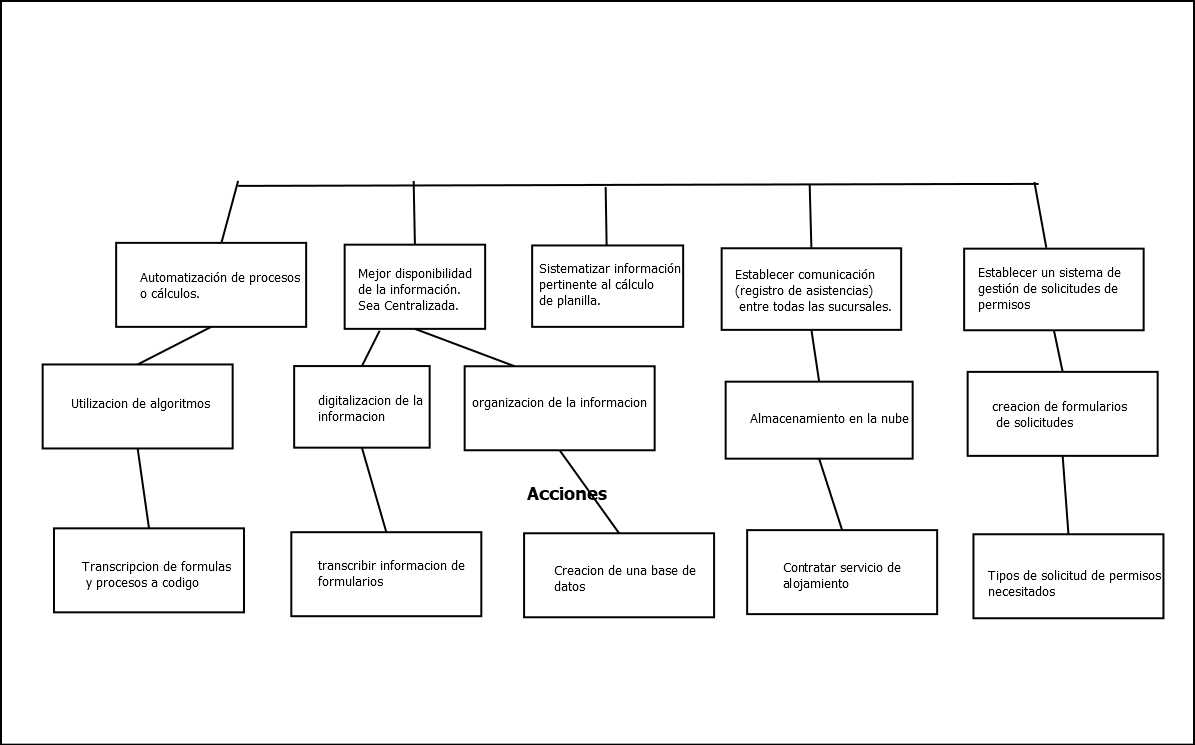 Automatización de procesos
o cálculos.
Mejor disponibilidad
de la información.
Sea Centralizada.
Sistematizar información
pertinente al cálculo
de planilla.
Establecer comunicación
(registro de asistencias)
entre todas las sucursales.
Establecer un sistema de
gestión de solicitudes de
permisos
Utilizacion de algoritmos
digitalizacion de la
informacion
organizacion de la informacion
Almacenamiento en la nube
creacion de formularios
de solicitudes
Acciones
Transcripcion de formulas
y procesos a codigo
transcribir informacion de
formularios
Creacion de una base de
datos
Contratar servicio de
alojamiento
Tipos de solicitud de permisos
necesitados